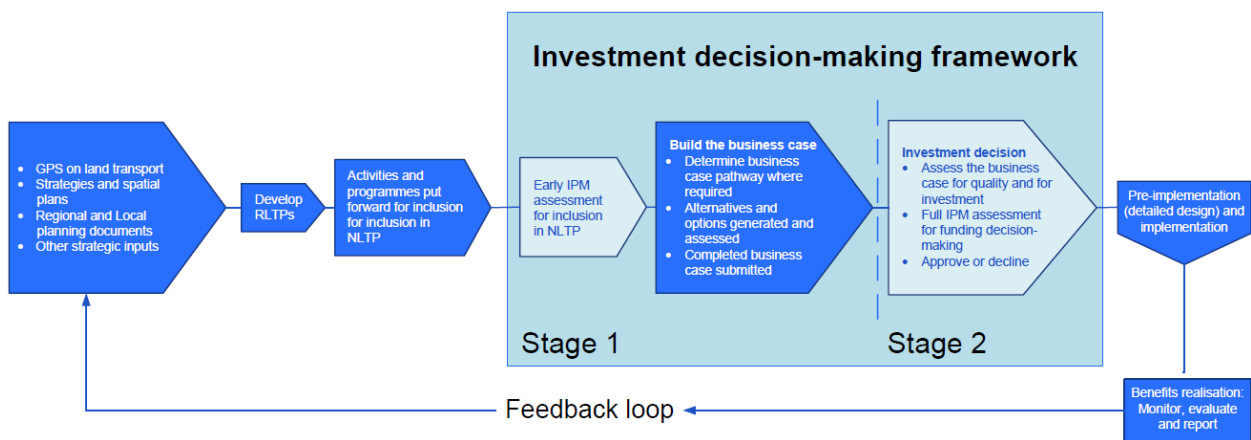 Investment decision-making framework
• GPS on land transport
• Strategies and spatial
plans
• Regional and Local
planning documents
• Other strategic inputs
Develop
RLTPs
Activities and
programmes put
forward for inclusion
for inclusion in
NLTP
Early IPM
assessment
for inclusion
in NLTP
Build the business case
• Determine business
case pathway where
required
• Alternatives and
options generated and
assessed
• Completed business
case submitted
Investment decision
• Assess the business
case for quality and for
investment
• Full IPM assessment
for funding decision-
making
• Approve or decline
Pre-implementation
(detailed design) and
implementation
Stage 1
Stage 2
Benefits realisation:
Monitor, evaluate
and report
Feedback loop